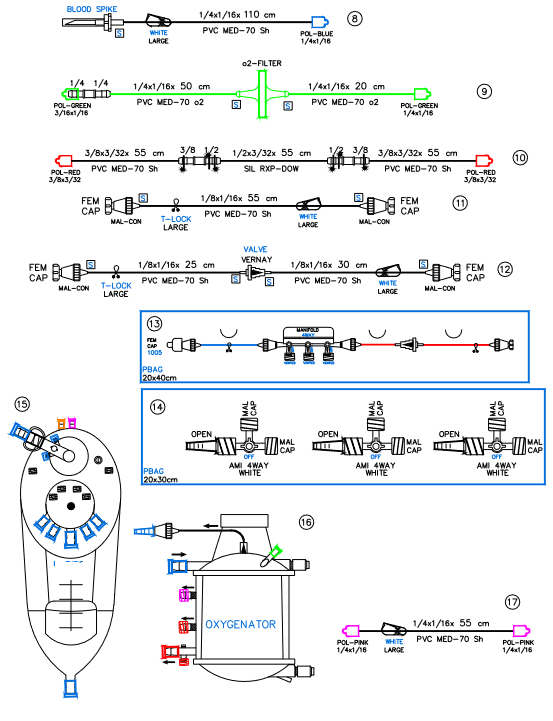 BLOOD SPIKE
S
WHITE
LARGE
1/4x1/16x 110 cm
PVC MED-70 Sh
POL-BLUE
1/4x1/16
8
1/4 1/4
POL-GREEN
3/16x1/16
1/4x1/16x 50 cm
PVC MED-70 o2
S
o2-FILTER
S
1/4x1/16x 20 cm
PVC MED-70 o2
POL-GREEN
1/4x1/16
9
POL-RED
3/8x3/32
3/8x3/32x 55 cm
PVC MED-70 Sh
3/8 1/2
1/2x3/32x 55 cm
SIL RXP-DOW
1/2 3/8
3/8x3/32x 55 cm
PVC MED-70 Sh
POL-RED
3/8x3/32
10
FEM
CAP
MAL-CON
S
T-LOCK
LARGE
1/8x1/16x 55 cm
PVC MED-70 Sh
WHITE
LARGE
S
MAL-CON
FEM
CAP
11
FEM
CAP
MAL-CON
S
T-LOCK
LARGE
1/8x1/16x 25 cm
PVC MED-70 Sh
VALVE
VERNAY
S
S
1/8x1/16x 30 cm
PVC MED-70 Sh
WHITE
LARGE
S
MAL-CON
FEM
CAP
12
13
FEM
CAP
1005
MANIFOLD
4WAY
PBAG
20x40cm
14
OPEN
MAL
CAP
MAL
CAP
OFF
AMI 4WAY
WHITE
OPEN
MAL
CAP
MAL
CAP
OFF
AMI 4WAY
WHITE
OPEN
MAL
CAP
MAL
CAP
OFF
AMI 4WAY
WHITE
PBAG
20x30cm
15
16
OXYGENATOR
17
POL-PINK
1/4x1/16
WHITE
LARGE
1/4x1/16x 55 cm
PVC MED-70 Sh
POL-PINK
1/4x1/16